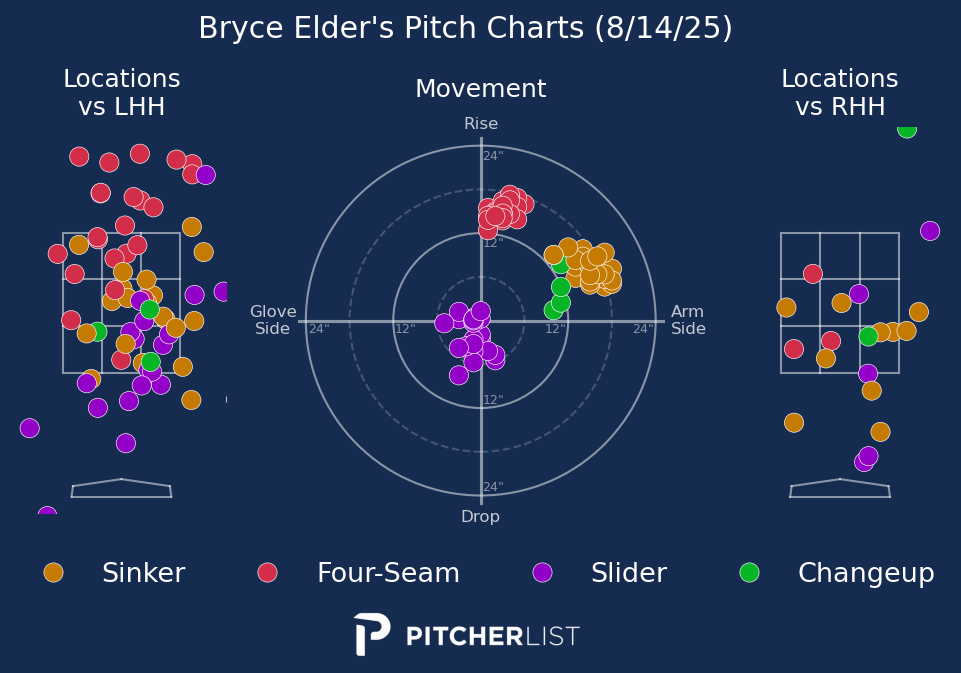 Bryce Elder's Pitch Charts (8/14/25)
Locations
vs LHH
Movement
Locations
vs RHH
Rise
24"
12"
Glove
Side
24"
12"
12"
24"
Arm
Side
12"
24"
Drop
Sinker
Four-Seam
Slider
Changeup
PITCHERLIST